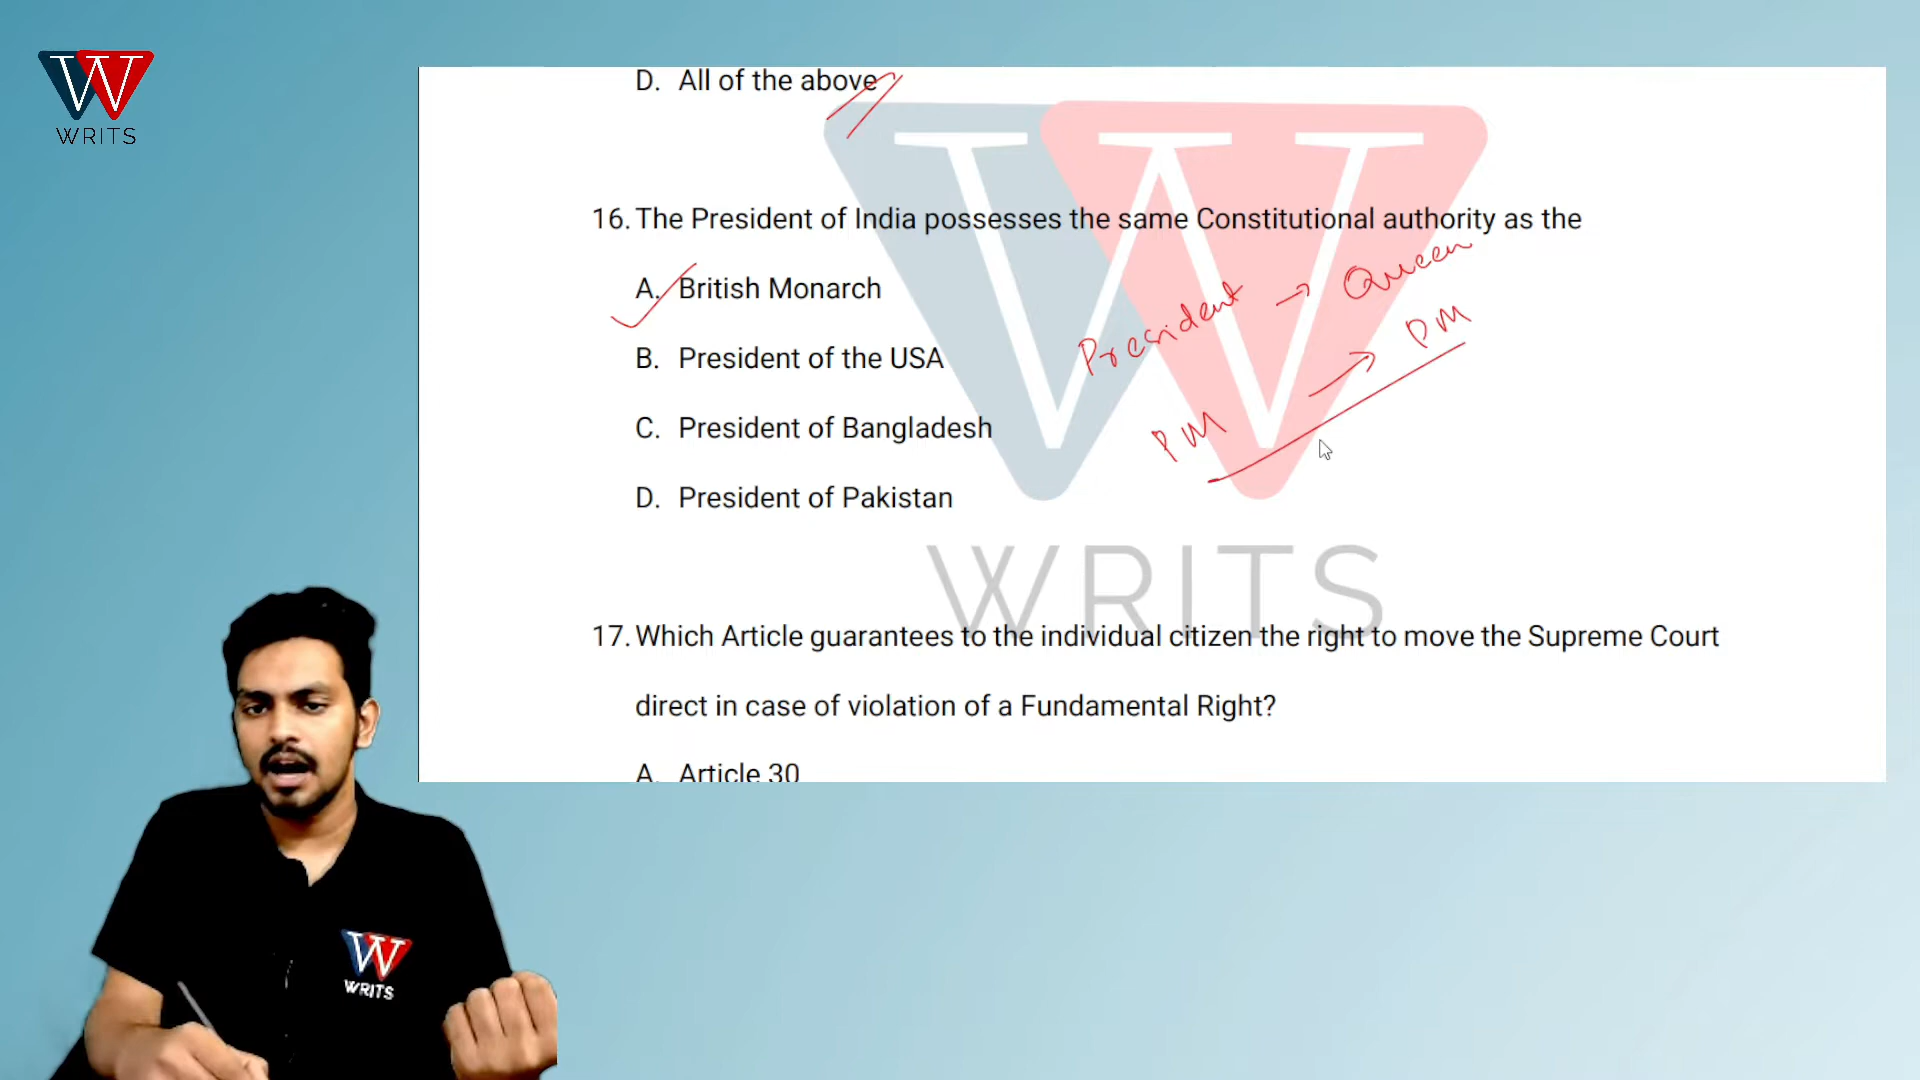 WRITS
D. All of the above
16. The President of India possesses the same Constitutional authority as the
A. British Monarch
President → Queen
B. President of the USA
PM → PM
C. President of Bangladesh
D. President of Pakistan
WRITS
17. Which Article guarantees to the individual citizen the right to move the Supreme Court
direct in case of violation of a Fundamental Right?
A. Article 30
WRITS